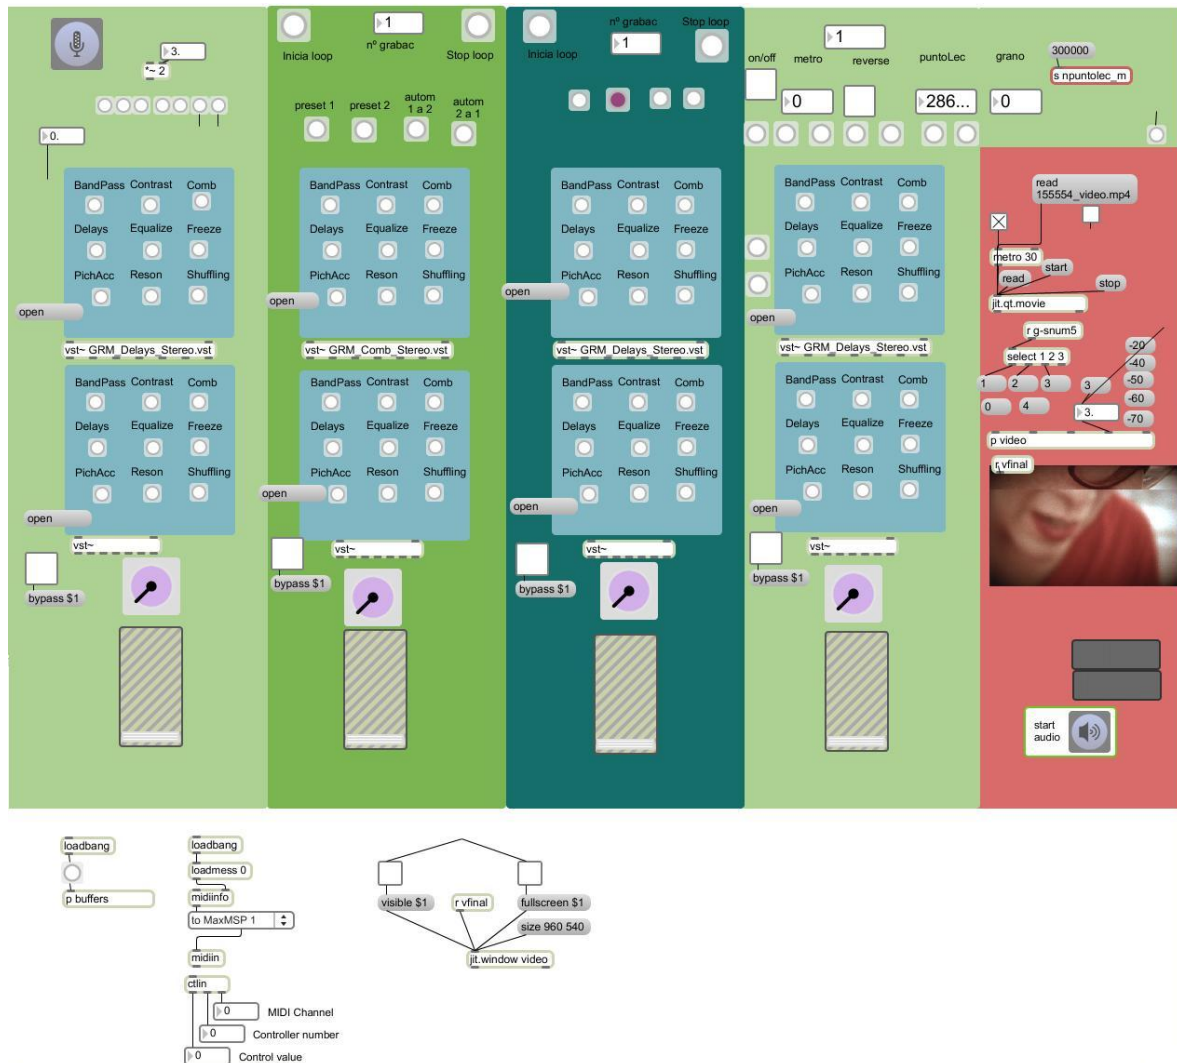 3.
*~ 2
0.
BandPass Contrast Comb
Delays Equalize Freeze
PichAcc Reson Shuffling
open
vst~ GRM_Delays_Stereo.vst
BandPass Contrast Comb
Delays Equalize Freeze
PichAcc Reson Shuffling
open
vst~
bypass $1
1
nº grabac
Inicia loop
Stop loop
preset 1
preset 2
autom
1 a 2
autom
2 a 1
BandPass Contrast Comb
Delays Equalize Freeze
PichAcc Reson Shuffling
open
vst~ GRM_Comb_Stereo.vst
BandPass Contrast Comb
Delays Equalize Freeze
PichAcc Reson Shuffling
open
vst~
bypass $1
nº grabac
Stop loop
1
Inicia loop
BandPass Contrast Comb
Delays Equalize Freeze
PichAcc Reson Shuffling
open
vst~ GRM_Delays_Stereo.vst
BandPass Contrast Comb
Delays Equalize Freeze
PichAcc Reson Shuffling
open
vst~
bypass $1
1
on/off metro reverse puntoLec grano
0
286...
0
300000
s npuntolec_m
BandPass Contrast Comb
Delays Equalize Freeze
PichAcc Reson Shuffling
open
vst~ GRM_Delays_Stereo.vst
BandPass Contrast Comb
Delays Equalize Freeze
PichAcc Reson Shuffling
open
vst~
bypass $1
read
155554_video.mp4
metro 30
start
read
stop
jit.qt.movie
r g-snum5
select 1 2 3
-20
-40
-50
-60
-70
1 2 3 3
0 4
3.
p video
r vfinal
start
audio
loadbang
p buffers
loadbang
loadmess 0
midiinfo
to MaxMSP 1
midiin
ctlin
0 MIDI Channel
0 Controller number
0 Control value
visible $1
r vfinal
fullscreen $1
size 960 540
jit.window video